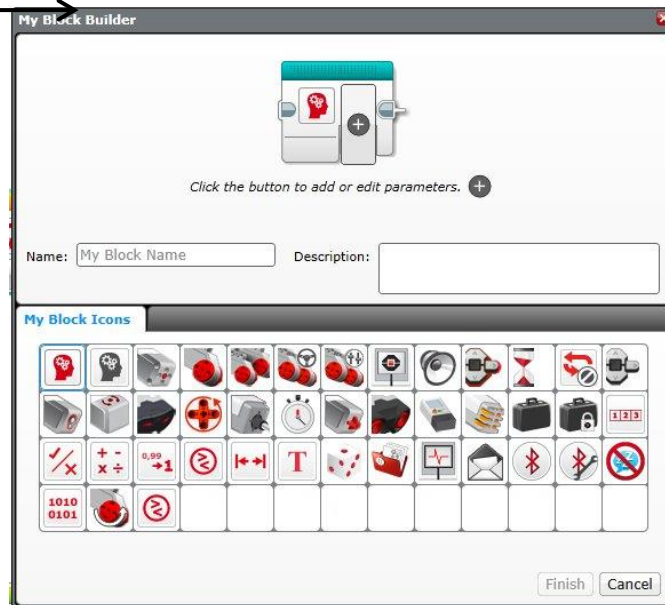 My Block Builder
Click the button to add or edit parameters.
Name: My Block Name Description:
My Block Icons
1 2 3
+ -
x ÷
0,99
→1
T
1010
0101
Finish Cancel